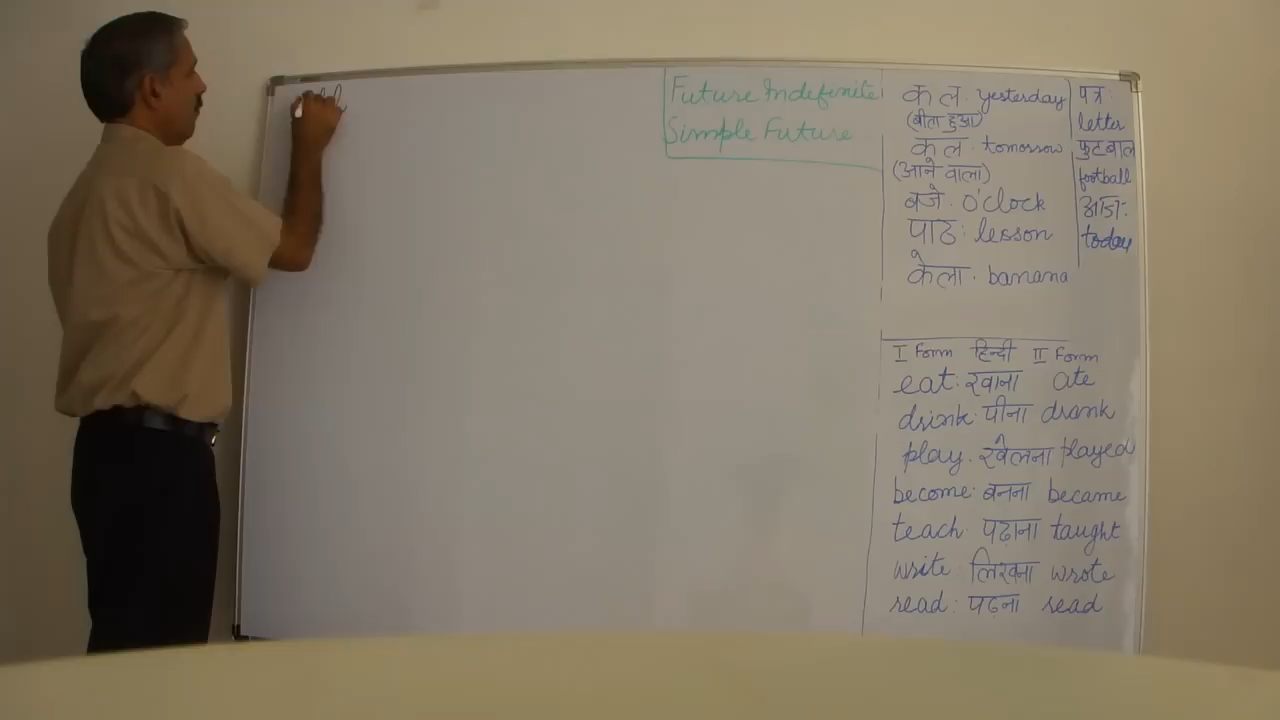 Future Indefinite
Simple Future
कल. yesterday
(बीता हुआ)
कल. tomorrow
(आने वाला)
बजे. o'clock
पाठ: lesson
केला. banana
पत्र:
letter
फुटबाल
football
आज:
today
I Form हिन्दी II Form
eat: खाना ate
drink: पीना drank
play. खेलना played
become: बनना became
teach: पढ़ाना taught
write: लिखना wrote
read: पढ़ना read